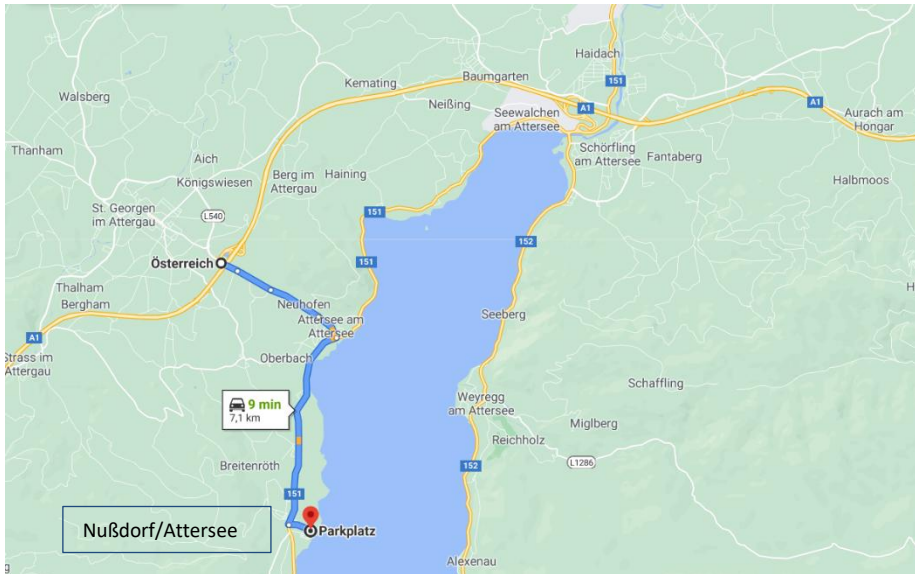 151
Haidach
Baumgarten
Kemating
Walsberg
Neißing
A1
Seewalchen
am Attersee
Aurach am
Hongar
Thanham
Aich
Schörfling
am Attersee
Fantaberg
Königswiesen
Berg im
Attergau
Haining
Halbmoos
St. Georgen
im Attergau
L540
151
152
Österreich
151
Thalham
Bergham
Neuhofen
Attersee am
Attersee
Seeberg
A1
Strass im
Attergau
Oberbach
Schaffling
9 min
7,1 km
Weyregg
am Attersee
Miglberg
Reichholz
Breitenröth
152
L1286
151
Nußdorf/Attersee
Parkplatz
Alexenau